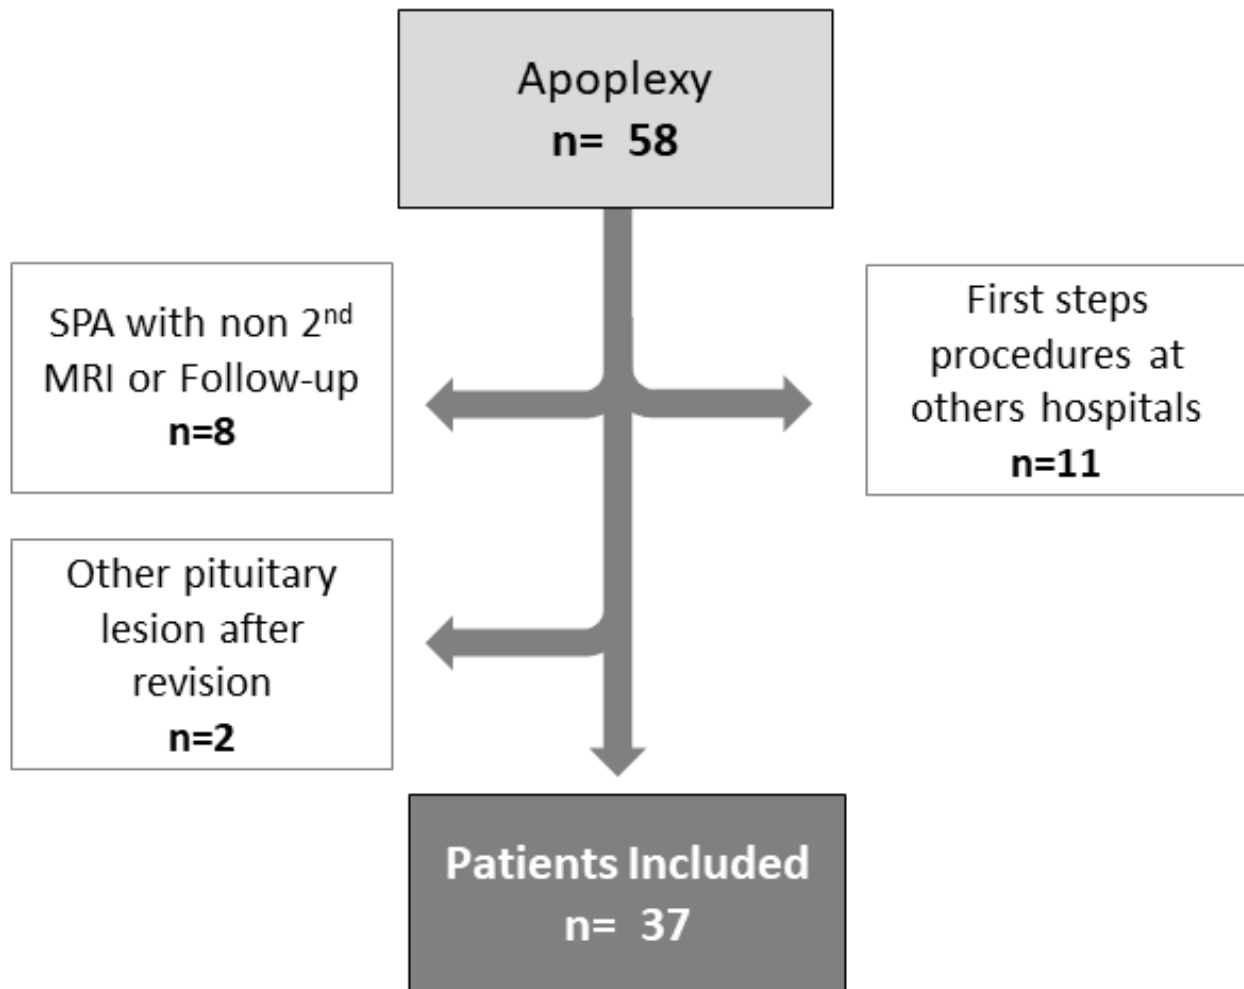 Apoplexy
n= 58
SPA with non 2nd
MRI or Follow-up
n=8
First steps
procedures at
others hospitals
n=11
Other pituitary
lesion after
revision
n=2
Patients Included
n= 37